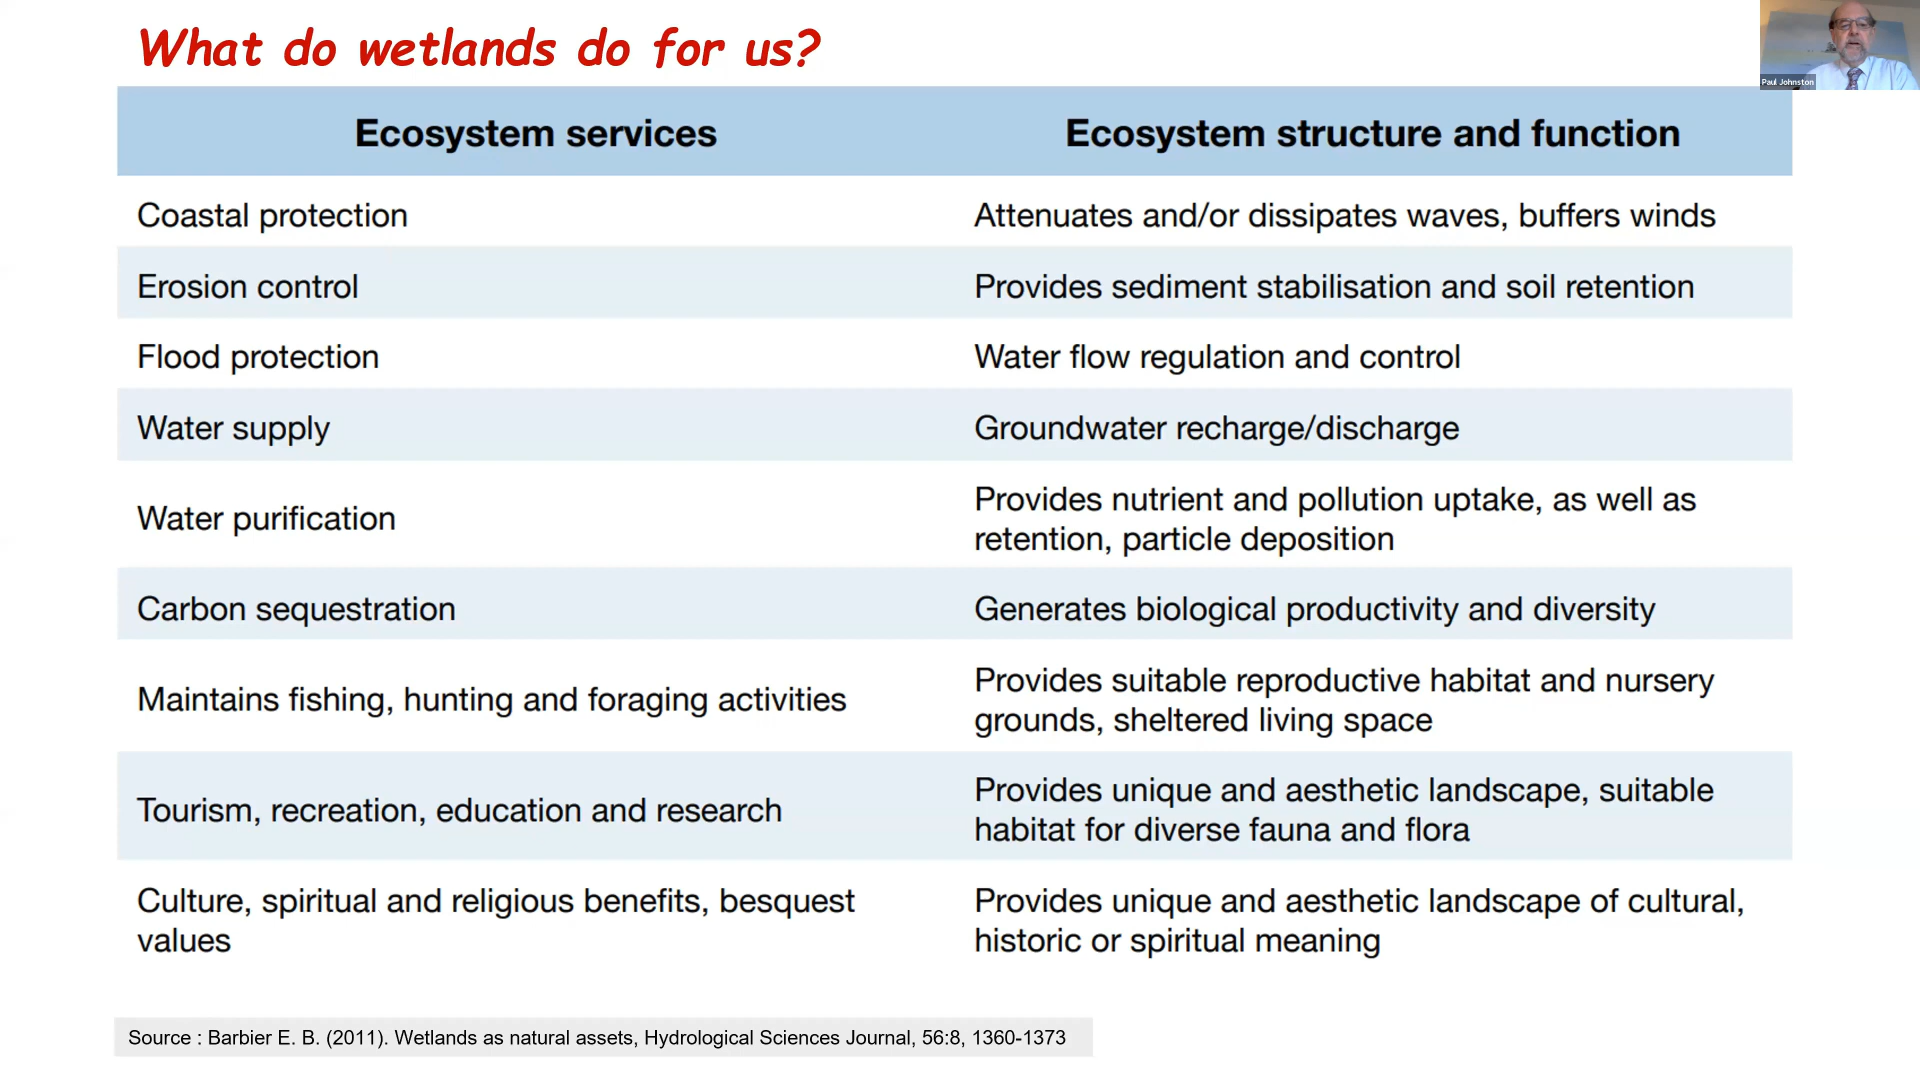 What do wetlands do for us?
Paul Johnston
Ecosystem services
Ecosystem structure and function
Coastal protection
Attenuates and/or dissipates waves, buffers winds
Erosion control
Provides sediment stabilisation and soil retention
Flood protection
Water flow regulation and control
Water supply
Groundwater recharge/discharge
Water purification
Provides nutrient and pollution uptake, as well as
retention, particle deposition
Carbon sequestration
Generates biological productivity and diversity
Maintains fishing, hunting and foraging activities
Provides suitable reproductive habitat and nursery
grounds, sheltered living space
Tourism, recreation, education and research
Provides unique and aesthetic landscape, suitable
habitat for diverse fauna and flora
Culture, spiritual and religious benefits, besquest
values
Provides unique and aesthetic landscape of cultural,
historic or spiritual meaning
Source : Barbier E. B. (2011). Wetlands as natural assets, Hydrological Sciences Journal, 56:8, 1360-1373